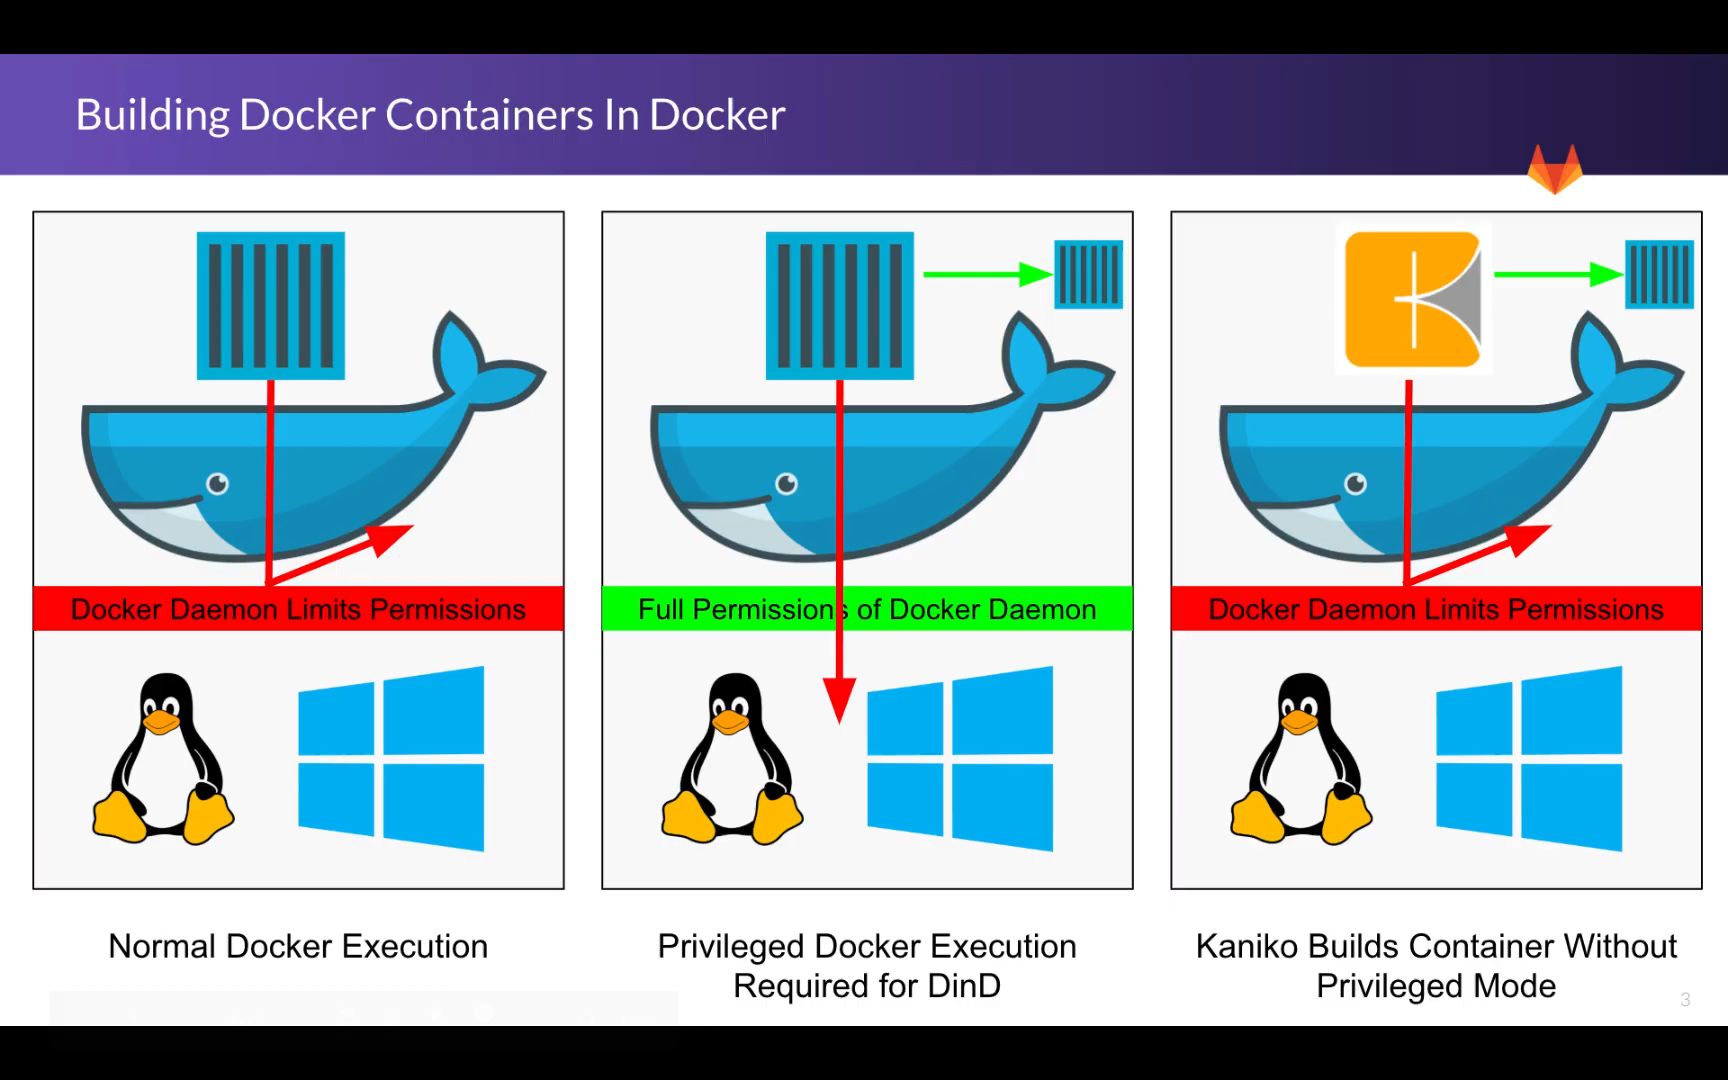 Building Docker Containers In Docker
Docker Daemon Limits Permissions
Full Permissions of Docker Daemon
Docker Daemon Limits Permissions
Normal Docker Execution
Privileged Docker Execution
Required for DinD
Kaniko Builds Container Without
Privileged Mode
3